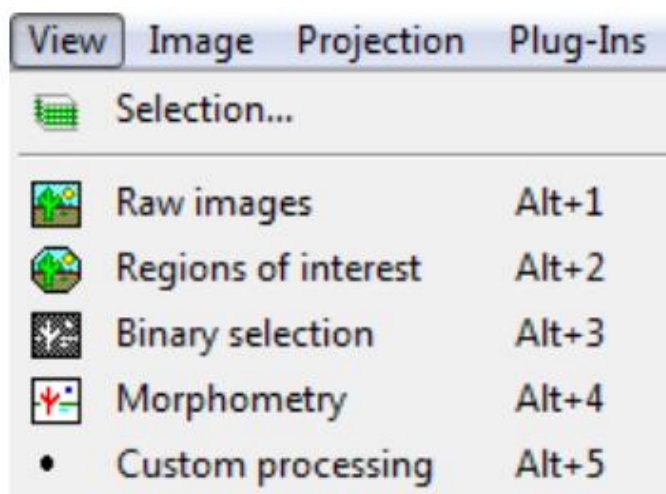 View Image Projection Plug-Ins
Selection...
Raw images Alt+1
Regions of interest Alt+2
Binary selection Alt+3
Morphometry Alt+4
Custom processing Alt+5